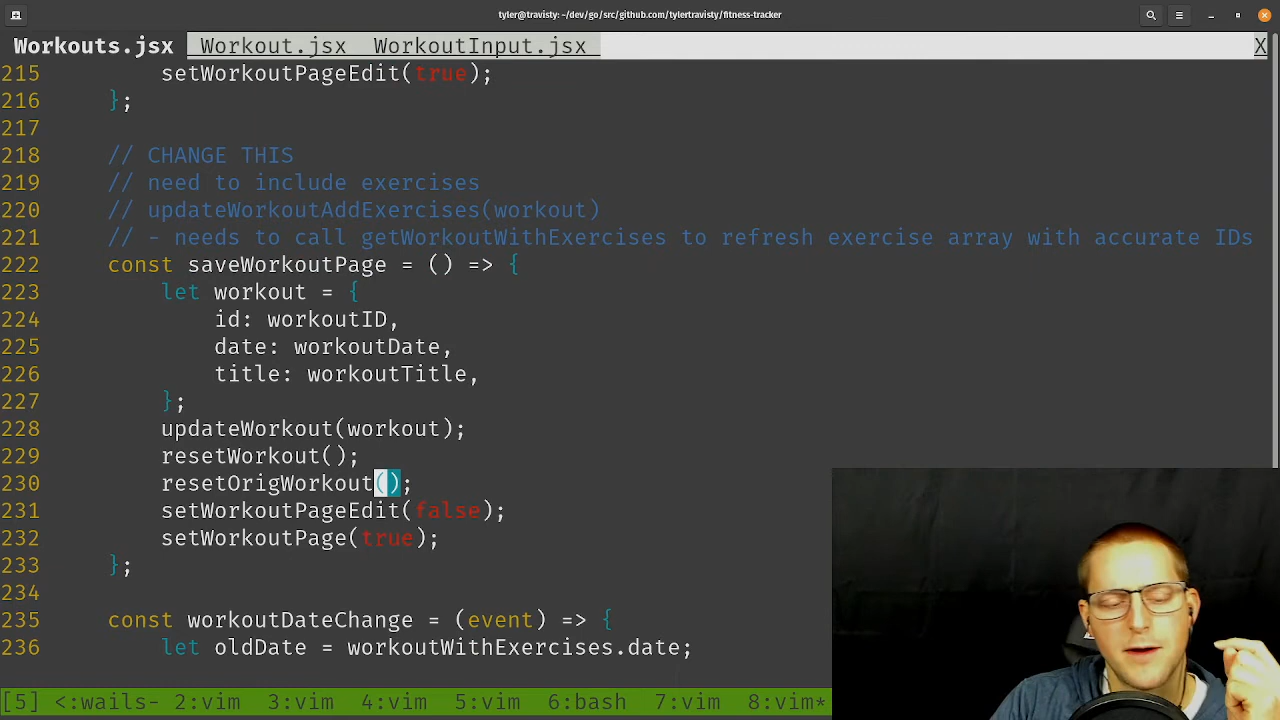 tyler@travisty:~/dev/go/src/github.com/tylertravisty/fitness-tracker
Workouts.jsx Workout.jsx WorkoutInput.jsx X
215 setWorkoutPageEdit(true);
216 };
217
218 // CHANGE THIS
219 // need to include exercises
220 // updateWorkoutAddExercises(workout)
221 // - needs to call getWorkoutWithExercises to refresh exercise array with accurate IDs
222 const saveWorkoutPage = () => {
223 let workout = {
224 id: workoutID,
225 date: workoutDate,
226 title: workoutTitle,
227 };
228 updateWorkout(workout);
229 resetWorkout();
230 resetOrigWorkout();
231 setWorkoutPageEdit(false);
232 setWorkoutPage(true);
233 };
234
235 const workoutDateChange = (event) => {
236 let oldDate = workoutWithExercises.date;
[5] <:wails- 2:vim 3:vim 4:vim 5:vim 6:bash 7:vim 8:vim*